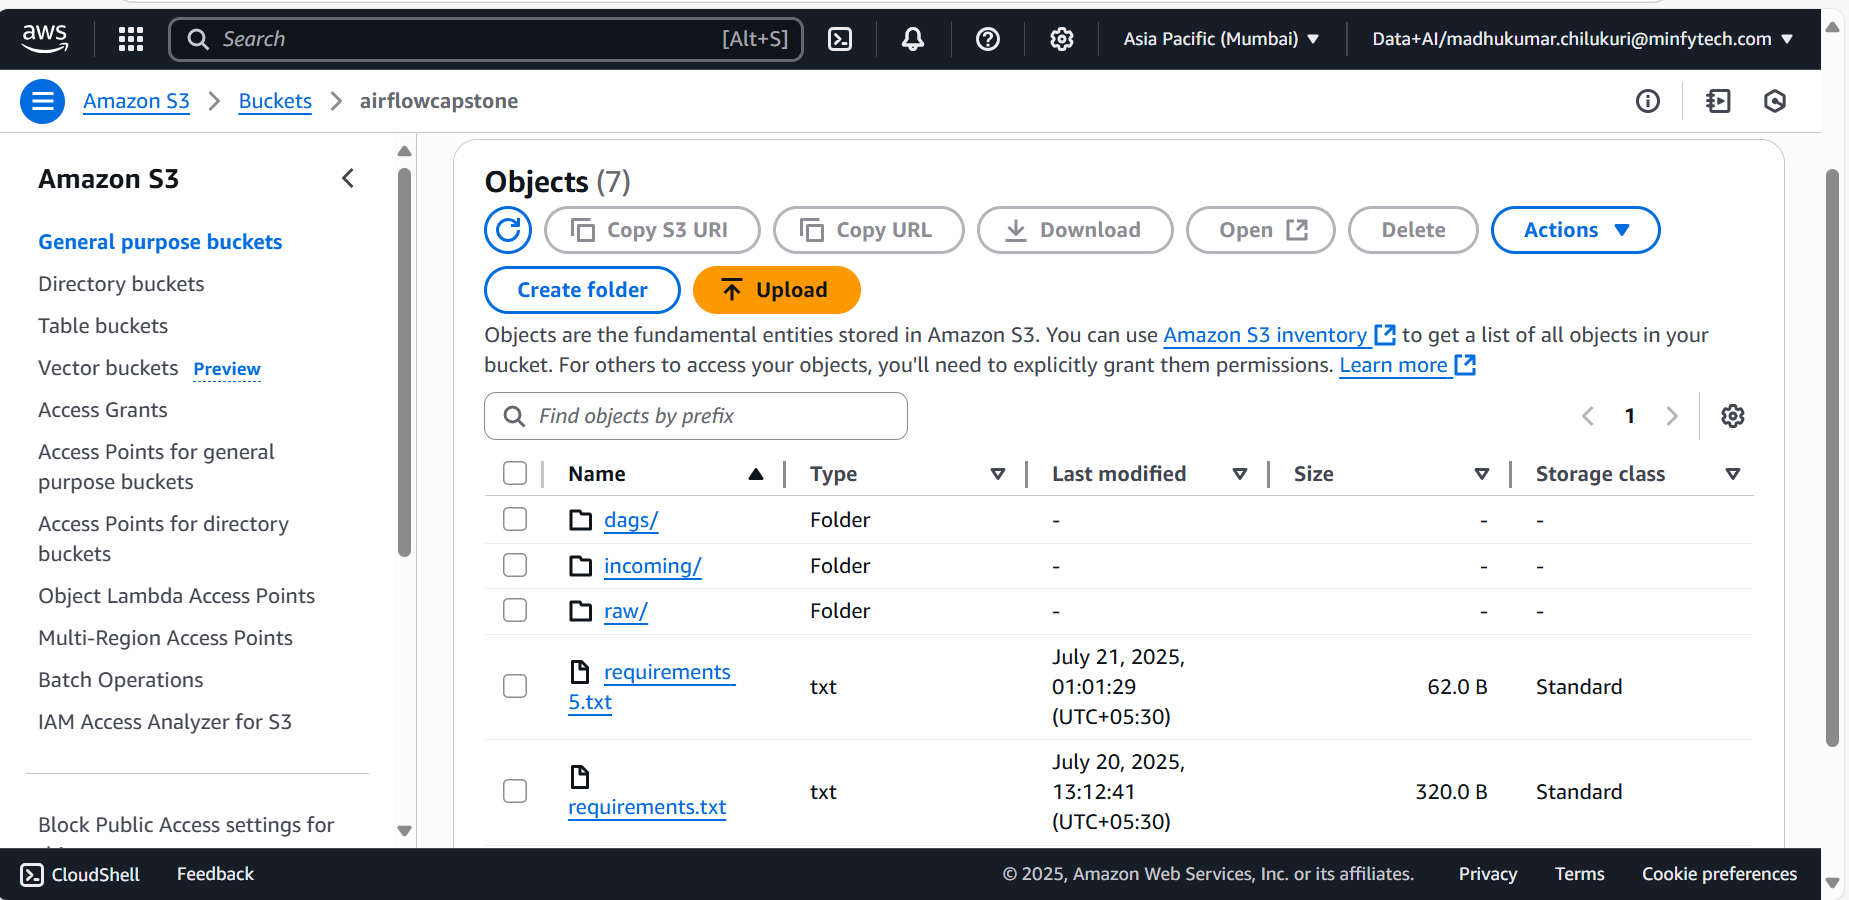 aws
Search [Alt+S]
Asia Pacific (Mumbai)
Data+AI/madhukumar.chilukuri@minfytech.com
Amazon S3 > Buckets > airflowcapstone
Amazon S3
General purpose buckets
Directory buckets
Table buckets
Vector buckets Preview
Access Grants
Access Points for general
purpose buckets
Access Points for directory
buckets
Object Lambda Access Points
Multi-Region Access Points
Batch Operations
IAM Access Analyzer for S3
Block Public Access settings for
Objects (7)
Copy S3 URI
Copy URL
Download
Open
Delete
Actions
Create folder
Upload
Objects are the fundamental entities stored in Amazon S3. You can use Amazon S3 inventory to get a list of all objects in your
bucket. For others to access your objects, you'll need to explicitly grant them permissions. Learn more
Find objects by prefix
1
Name Type Last modified Size Storage class
dags/ Folder - - -
incoming/ Folder - - -
raw/ Folder - - -
requirements
5.txt
txt
July 21, 2025,
01:01:29
(UTC+05:30)
62.0 B
Standard
requirements.txt
txt
July 20, 2025,
13:12:41
(UTC+05:30)
320.0 B
Standard
CloudShell
Feedback
© 2025, Amazon Web Services, Inc. or its affiliates.
Privacy
Terms
Cookie preferences